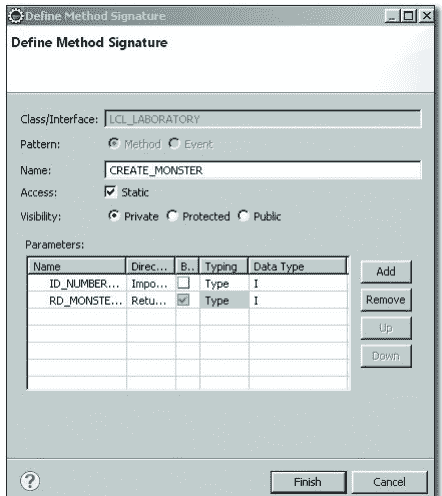 Define Method Signature
Define Method Signature
Class/Interface: LCL_LABORATORY
Pattern: Method Event
Name: CREATE_MONSTER
Access: Static
Visibility: Private Protected Public
Parameters:
Name Direc... B.. Typing Data Type
ID_NUMBER... Impo... Type I
RD_MONSTE... Retu... Type I
Add
Remove
Up
Down
? Finish Cancel